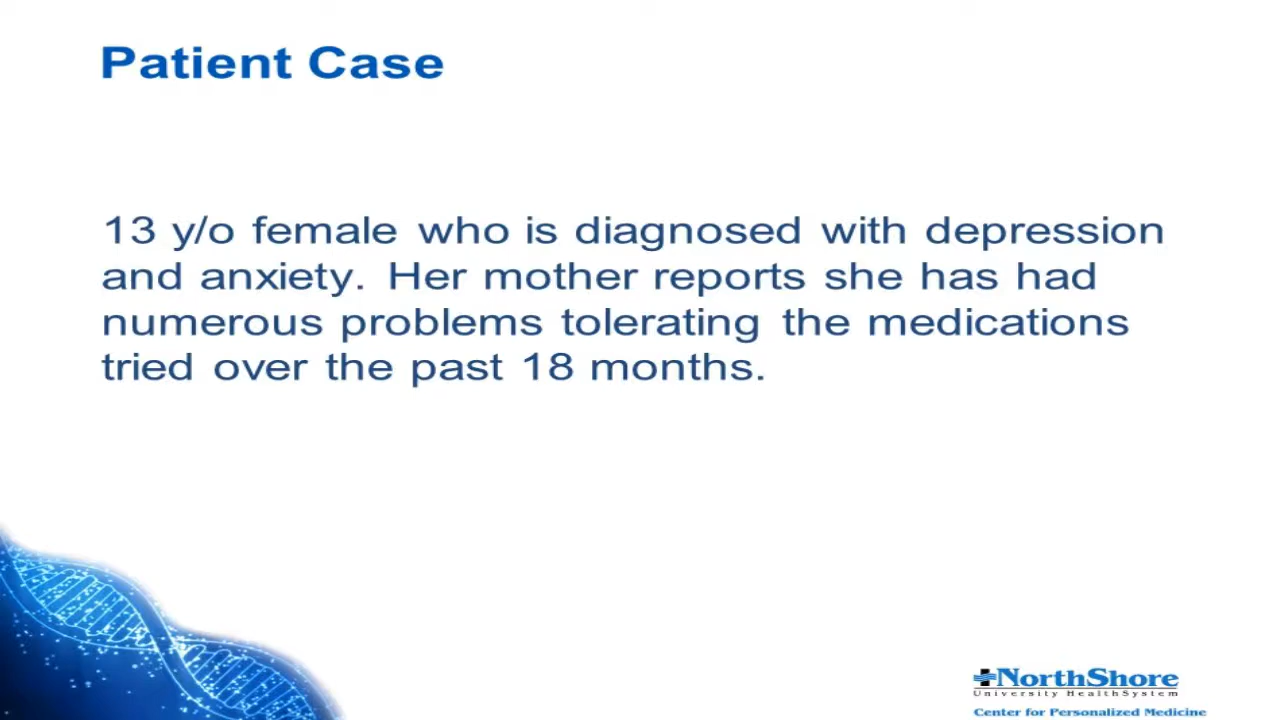 Patient Case
13 y/o female who is diagnosed with depression
and anxiety. Her mother reports she has had
numerous problems tolerating the medications
tried over the past 18 months.
NorthShore
University HealthSystem
Center for Personalized Medicine